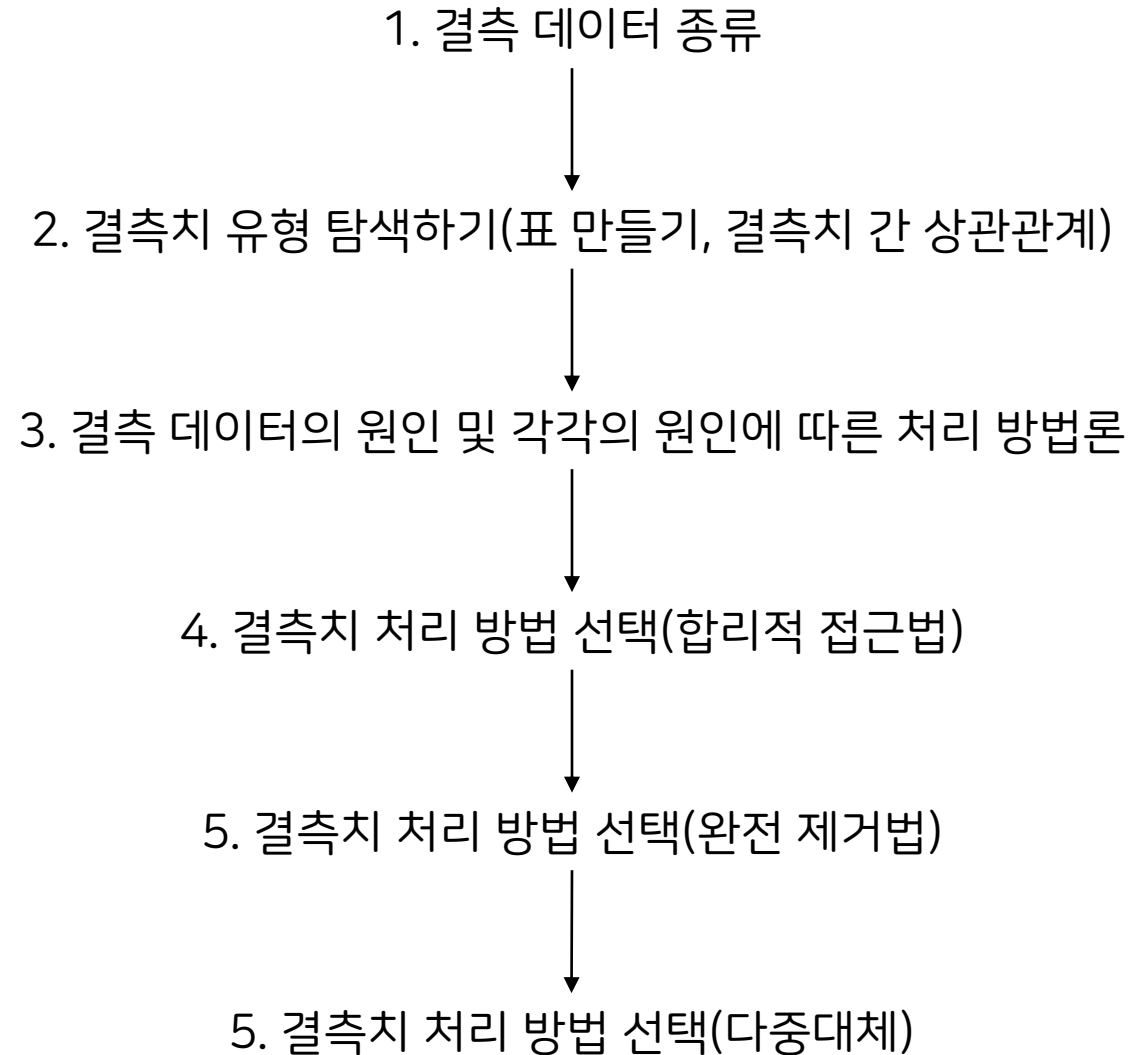 1. 결측 데이터 종류
2. 결측치 유형 탐색하기(표 만들기, 결측치 간 상관관계)
3. 결측 데이터의 원인 및 각각의 원인에 따른 처리 방법론
4. 결측치 처리 방법 선택(합리적 접근법)
5. 결측치 처리 방법 선택(완전 제거법)
5. 결측치 처리 방법 선택(다중대체)